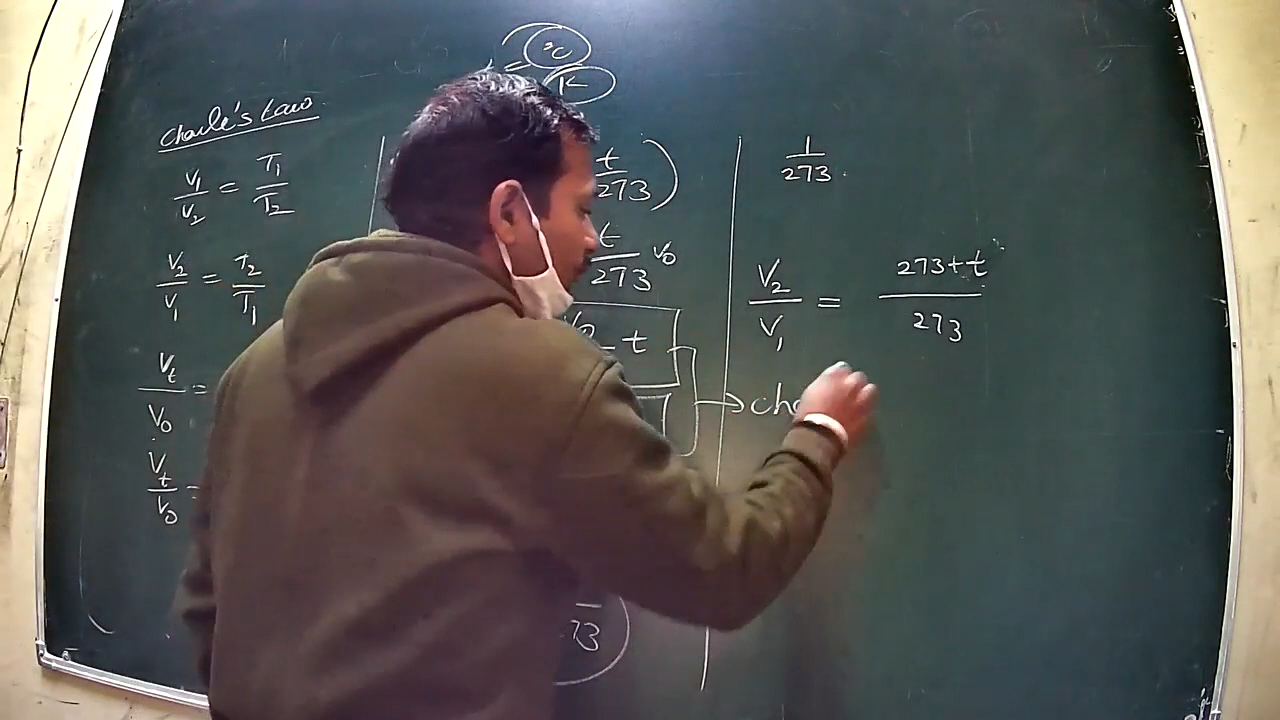 °C
K
Charle's Law
V₁/V₂ = T₁/T₂
V₂/V₁ = T₂/T₁
Vt/V₀ =
Vt/V₀ =
t/273)
t/273 V₀
t
73
1/273
V₂/V₁ = 273+t/273